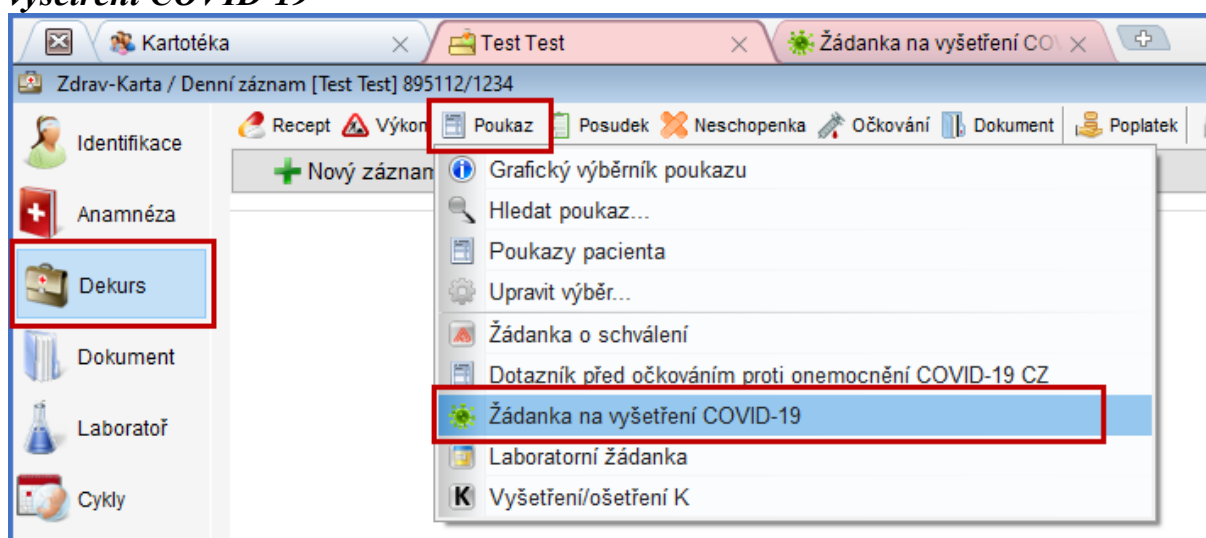 vyšetření COVID-19
Kartotéka
Test Test
Žádanka na vyšetření CO
Zdrav-Karta / Denní záznam [Test Test] 895112/1234
Recept Výkon Poukaz Posudek Neschopenka Očkování Dokument Poplatek
Identifikace
Nový záznam
Grafický výběrník poukazu
Hledat poukaz...
Anamnéza
Poukazy pacienta
Dekurs
Upravit výběr...
Žádanka o schválení
Dokument
Dotazník před očkováním proti onemocnění COVID-19 CZ
Žádanka na vyšetření COVID-19
Laboratoř
Laboratorní žádanka
Cykly
K Vyšetření/ošetření K